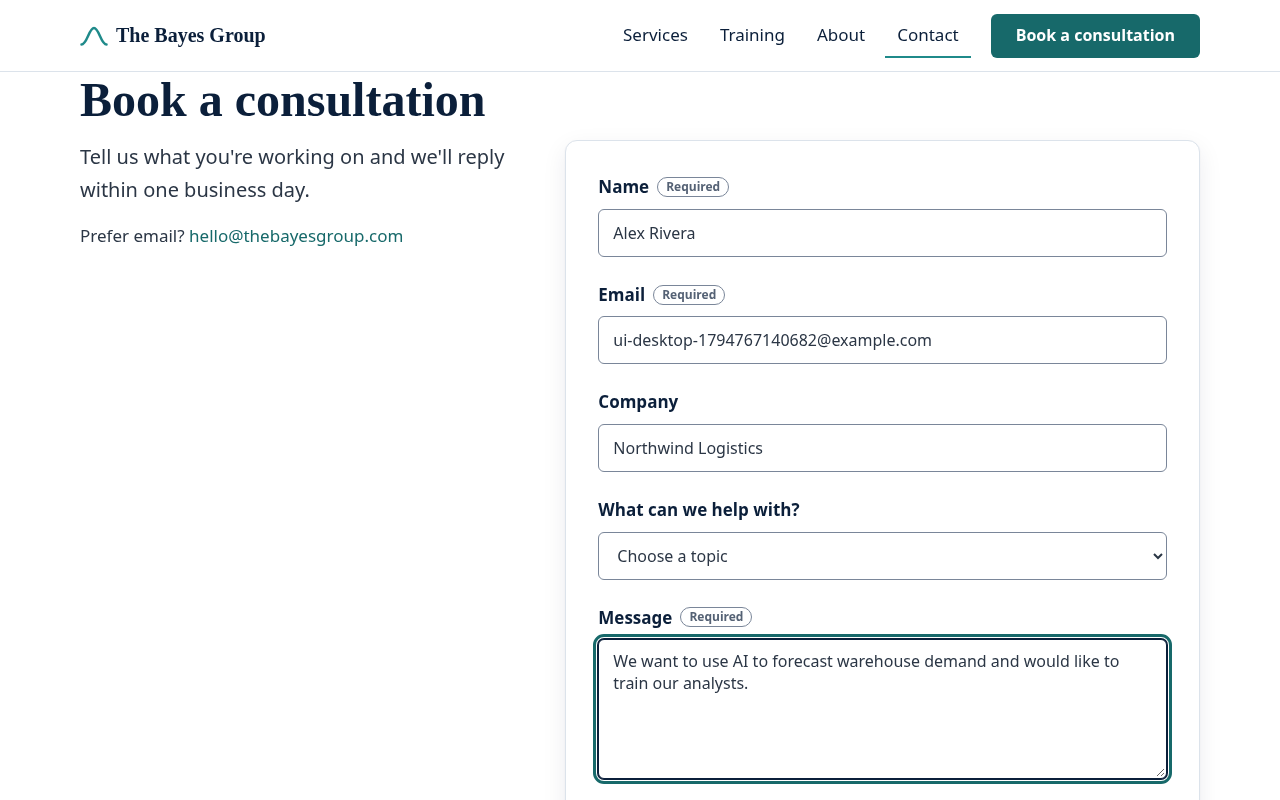 The Bayes Group
Services
Training
About
Contact
Book a consultation
Book a consultation
Tell us what you're working on and we'll reply
within one business day.
Prefer email? hello@thebayesgroup.com
Name Required
Alex Rivera
Email Required
ui-desktop-1794767140682@example.com
Company
Northwind Logistics
What can we help with?
Choose a topic
Message Required
We want to use AI to forecast warehouse demand and would like to
train our analysts.